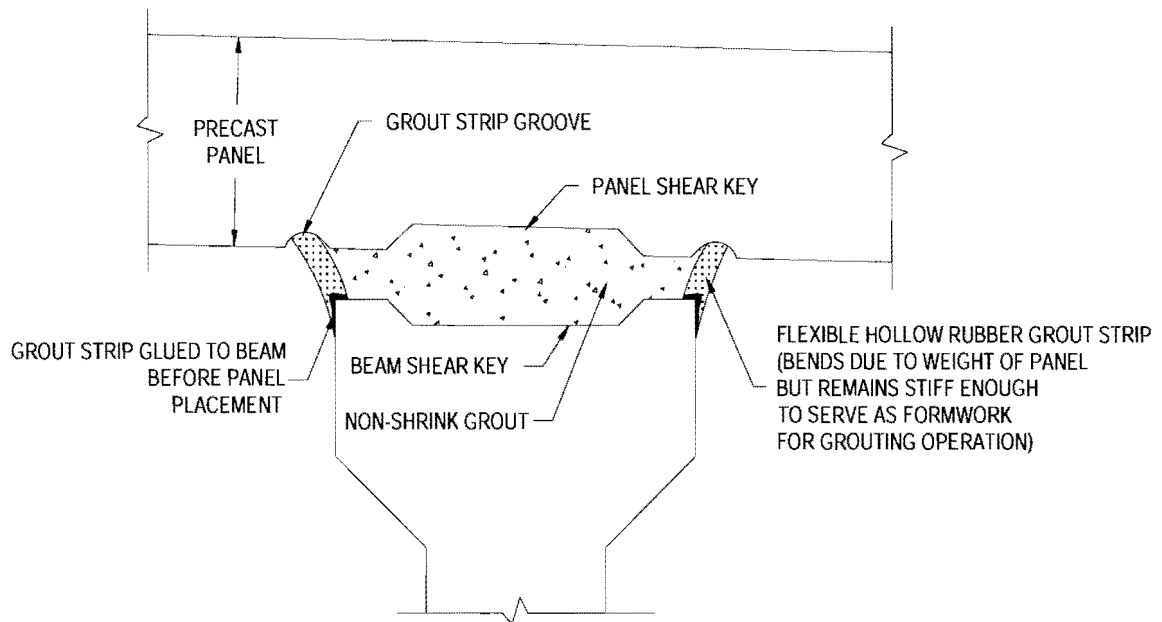 PRECAST
PANEL
GROUT STRIP GROOVE
PANEL SHEAR KEY
GROUT STRIP GLUED TO BEAM
BEFORE PANEL
PLACEMENT
BEAM SHEAR KEY
NON-SHRINK GROUT
FLEXIBLE HOLLOW RUBBER GROUT STRIP
(BENDS DUE TO WEIGHT OF PANEL
BUT REMAINS STIFF ENOUGH
TO SERVE AS FORMWORK
FOR GROUTING OPERATION)